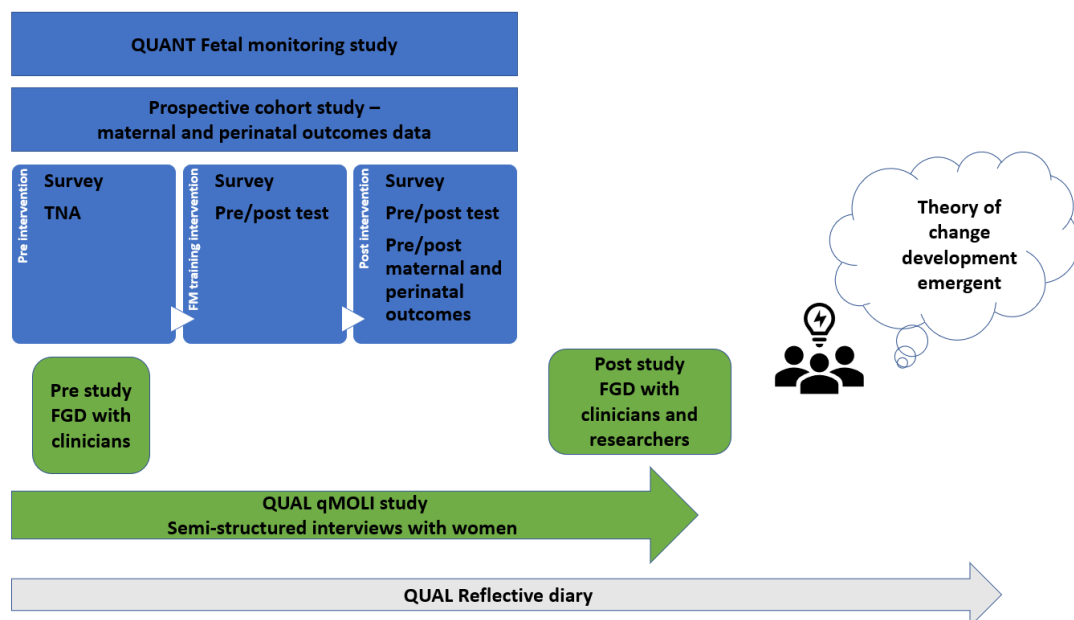 QUANT Fetal monitoring study
Prospective cohort study –
maternal and perinatal outcomes data
Pre intervention
Survey
TNA
FM training intervention
Survey
Pre/post test
Post intervention
Survey
Pre/post test
Pre/post
maternal and
perinatal
outcomes
Theory of
change
development
emergent
Pre study
FGD with
clinicians
Post study
FGD with
clinicians and
researchers
QUAL qMOLI study
Semi-structured interviews with women
QUAL Reflective diary